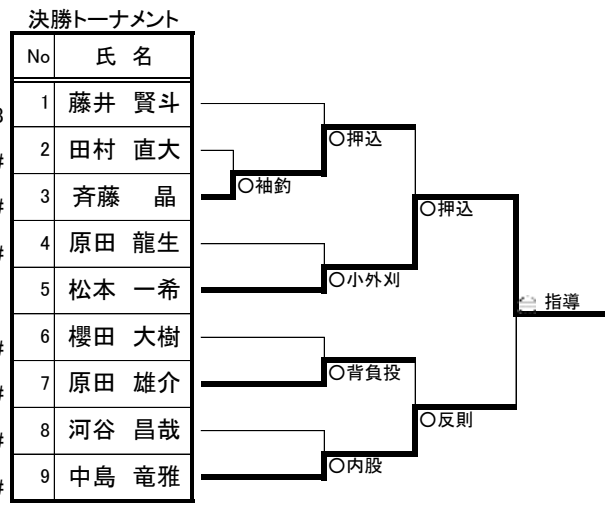 決勝トーナメント
No 氏 名
1 藤井 賢斗
2 田村 直大
3 斉藤 晶
4 原田 龍生
5 松本 一希
6 櫻田 大樹
7 原田 雄介
8 河谷 昌哉
9 中島 竜雅
○押込
○袖釣
○押込
○小外刈
指導
○背負投
○反則
○内股